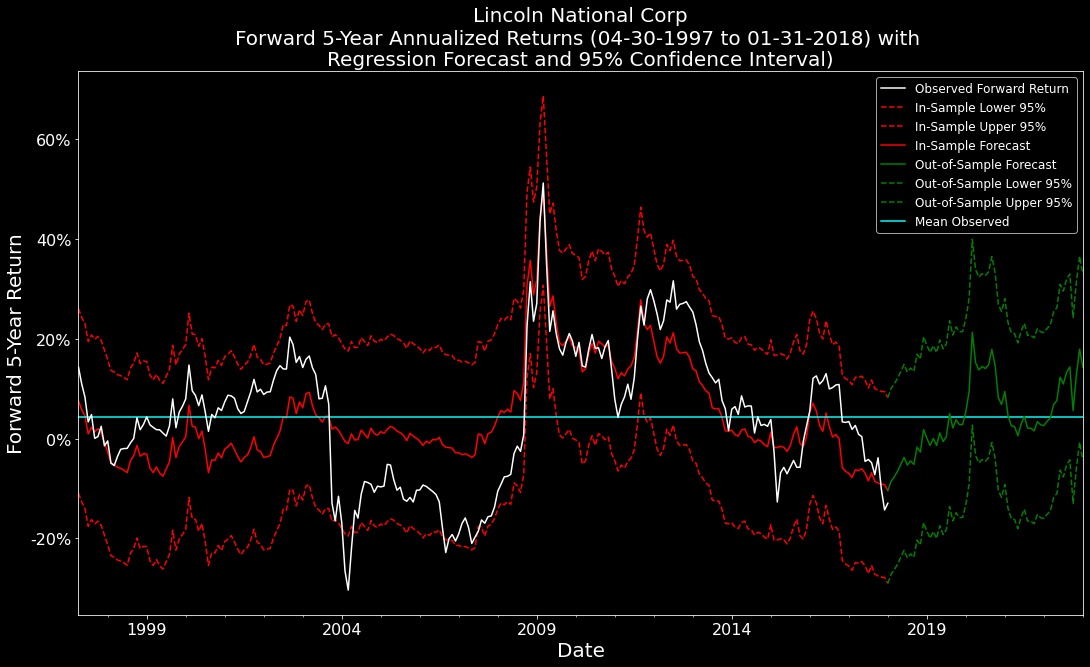 Lincoln National Corp
Forward 5-Year Annualized Returns (04-30-1997 to 01-31-2018) with
Regression Forecast and 95% Confidence Interval)
Observed Forward Return
In-Sample Lower 95%
In-Sample Upper 95%
In-Sample Forecast
Out-of-Sample Forecast
Out-of-Sample Lower 95%
Out-of-Sample Upper 95%
Mean Observed
Forward 5-Year Return
60%
40%
20%
0%
-20%
1999
2004
2009
2014
2019
Date